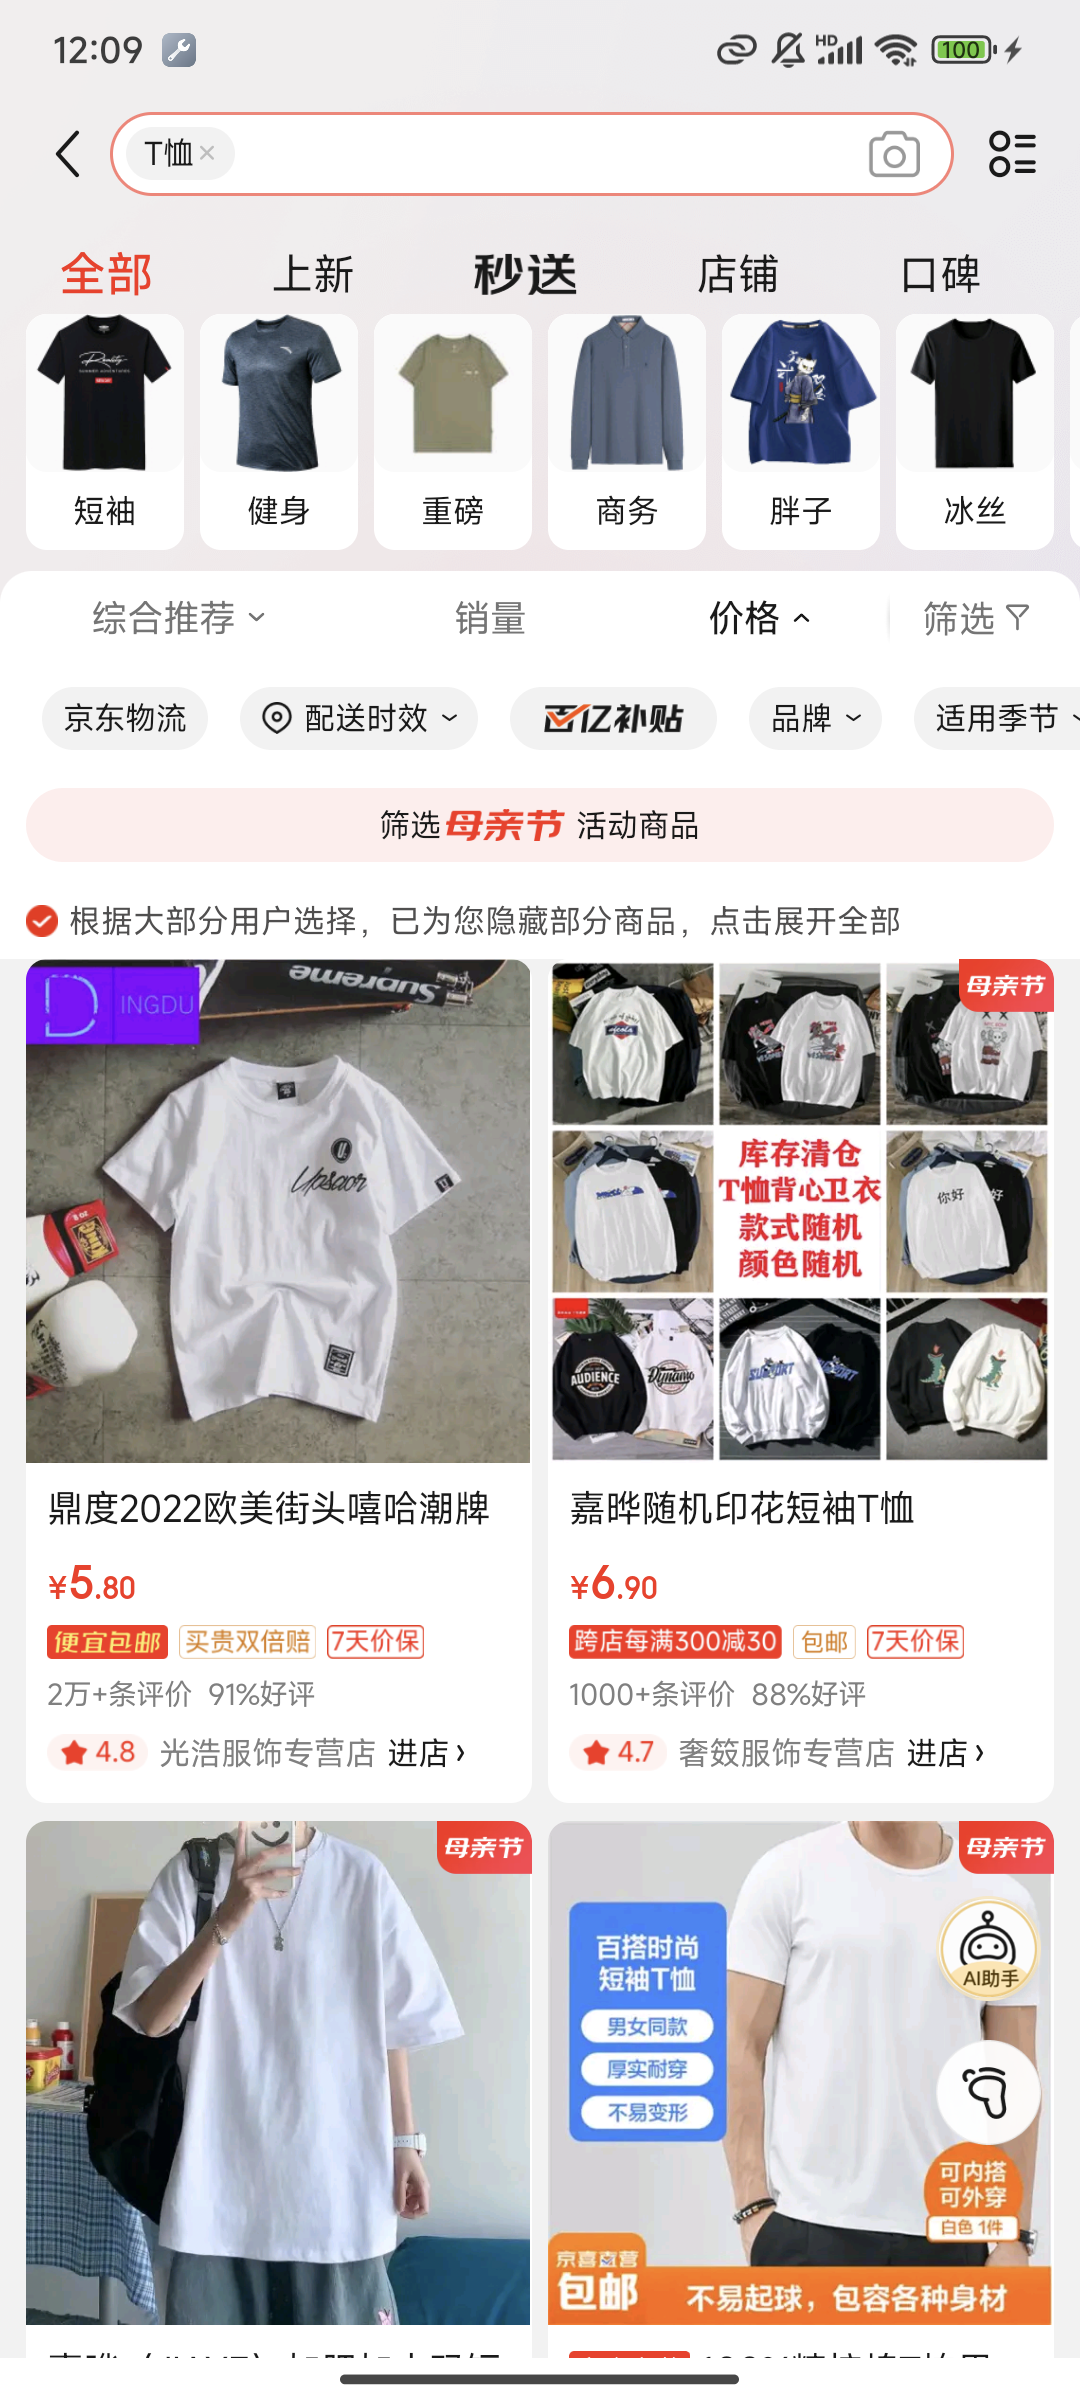 12:09
HD
100
T恤
全部 上新 秒送 店铺 口碑
短袖 健身 重磅 商务 胖子 冰丝
综合推荐 销量 价格 筛选
京东物流 配送时效 百亿补贴 品牌 适用季节
筛选母亲节 活动商品
根据大部分用户选择，已为您隐藏部分商品，点击展开全部
D INGDU
Supreme
Upsaor
鼎度2022欧美街头嘻哈潮牌
¥5.80
便宜包邮 买贵双倍赔 7天价保
2万+条评价 91%好评
4.8 光浩服饰专营店 进店
母亲节
库存清仓
T恤背心卫衣
款式随机
颜色随机
你好
AUDIENCE
Dynamo
SUPPORT
嘉晔随机印花短袖T恤
¥6.90
跨店每满300减30 包邮 7天价保
1000+条评价 88%好评
4.7 奢笯服饰专营店 进店
母亲节
母亲节
百搭时尚
短袖T恤
男女同款
厚实耐穿
不易变形
AI助手
可内搭
可外穿
白色 1件
京喜直营
包邮
不易起球，包容各种身材